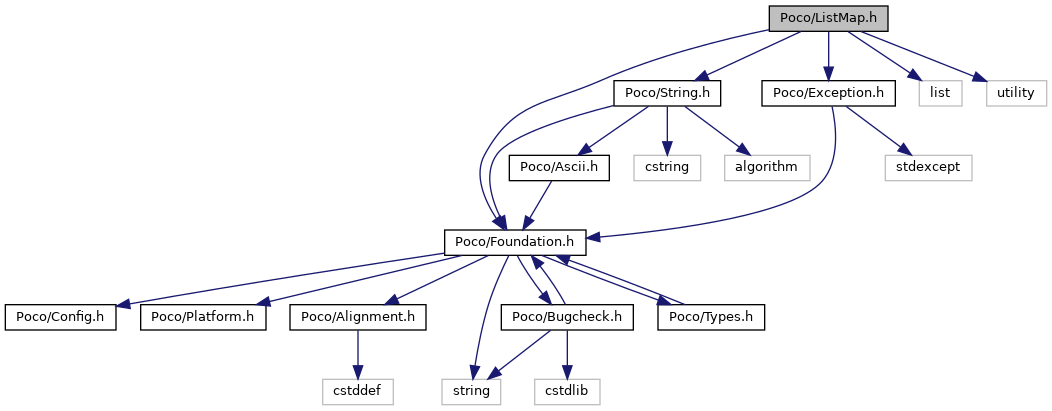 Poco/ListMap.h
Poco/String.h
Poco/Exception.h
list
utility
Poco/Ascii.h
cstring
algorithm
stdexcept
Poco/Foundation.h
Poco/Config.h
Poco/Platform.h
Poco/Alignment.h
Poco/Bugcheck.h
Poco/Types.h
cstddef
string
cstdlib